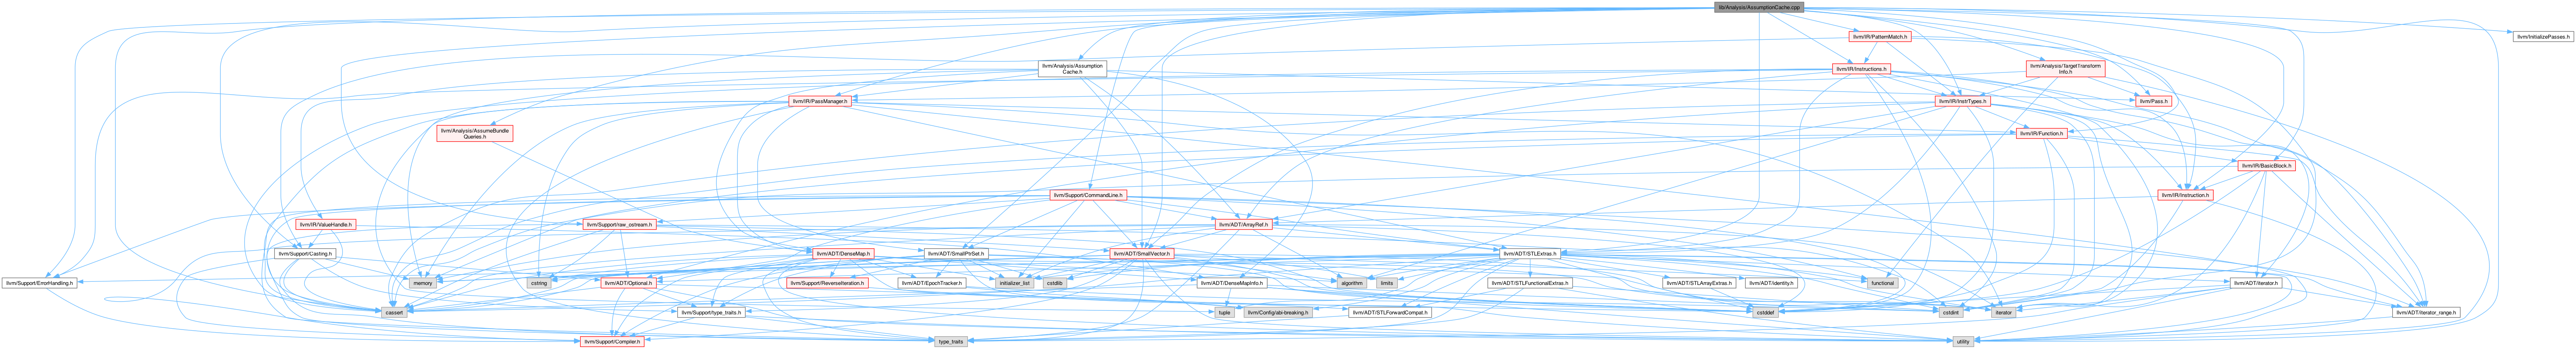 lib/Analysis/AssumptionCache.cpp
llvm/IR/PatternMatch.h
llvm/InitializePasses.h
llvm/Analysis/Assumption
Cache.h
llvm/IR/Instructions.h
llvm/Analysis/TargetTransform
Info.h
llvm/IR/PassManager.h
llvm/IR/InstrTypes.h
llvm/Pass.h
llvm/Analysis/AssumeBundle
Queries.h
llvm/IR/Function.h
llvm/IR/BasicBlock.h
llvm/Support/CommandLine.h
llvm/IR/Instruction.h
llvm/IR/ValueHandle.h
llvm/Support/raw_ostream.h
llvm/ADT/ArrayRef.h
llvm/Support/Casting.h
llvm/ADT/DenseMap.h
llvm/ADT/SmallPtrSet.h
llvm/ADT/SmallVector.h
llvm/ADT/STLExtras.h
llvm/Support/ErrorHandling.h
memory
cstring
llvm/ADT/Optional.h
llvm/Support/ReverseIteration.h
llvm/ADT/EpochTracker.h
initializer_list
cstdlib
llvm/ADT/DenseMapInfo.h
algorithm
limits
llvm/ADT/STLFunctionalExtras.h
functional
llvm/ADT/STLArrayExtras.h
llvm/ADT/identity.h
llvm/ADT/iterator.h
cassert
llvm/Support/type_traits.h
tuple
llvm/Config/abi-breaking.h
llvm/ADT/STLForwardCompat.h
cstddef
cstdint
iterator
llvm/ADT/iterator_range.h
llvm/Support/Compiler.h
type_traits
utility